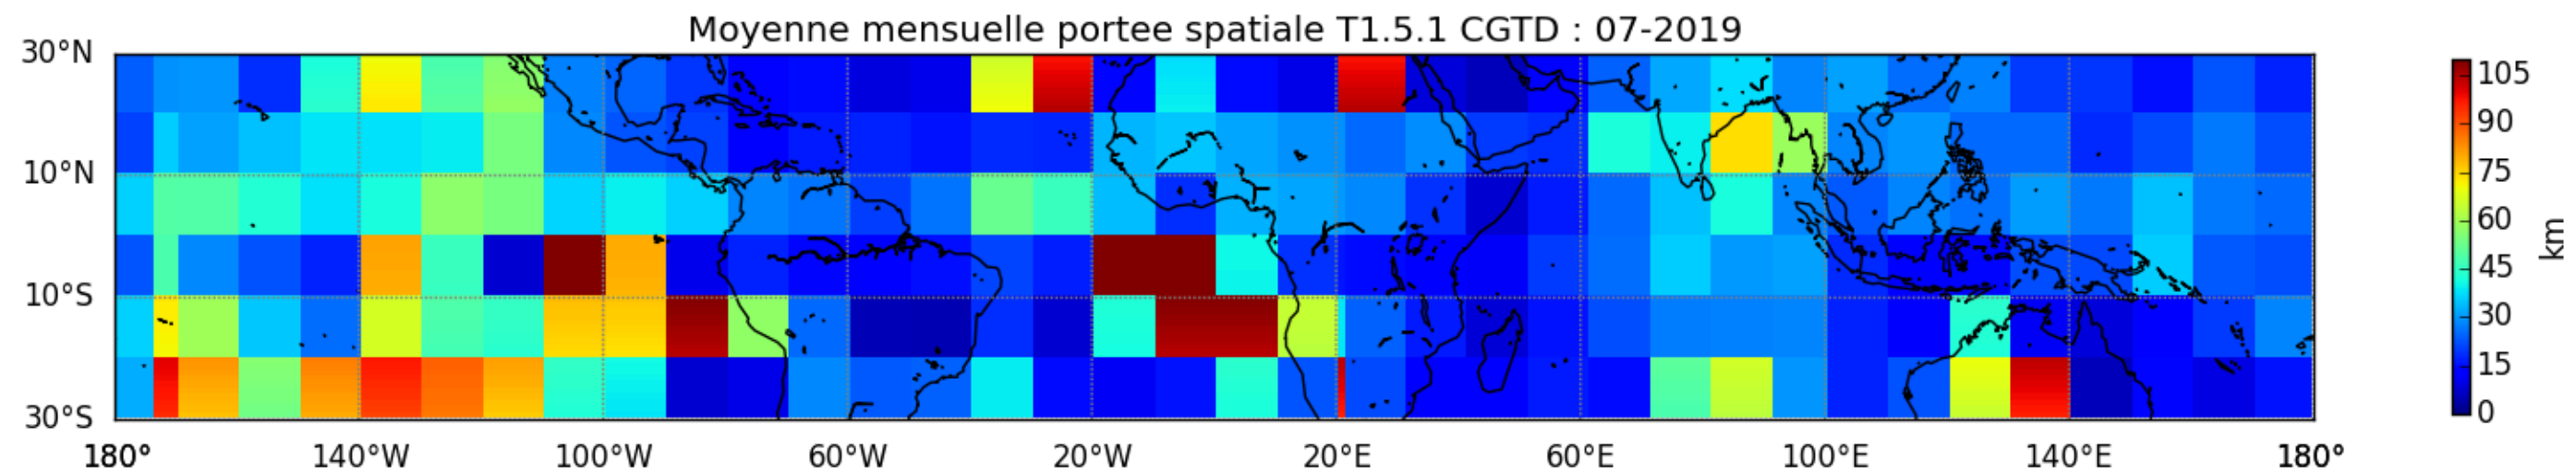 Moyenne mensuelle portee spatiale T1.5.1 CGTD : 07-2019
30°N
10°N
10°S
30°S
180° 140°W 100°W 60°W 20°W 20°E 60°E 100°E 140°E 180°
105
90
75
60
45
30
15
0
km